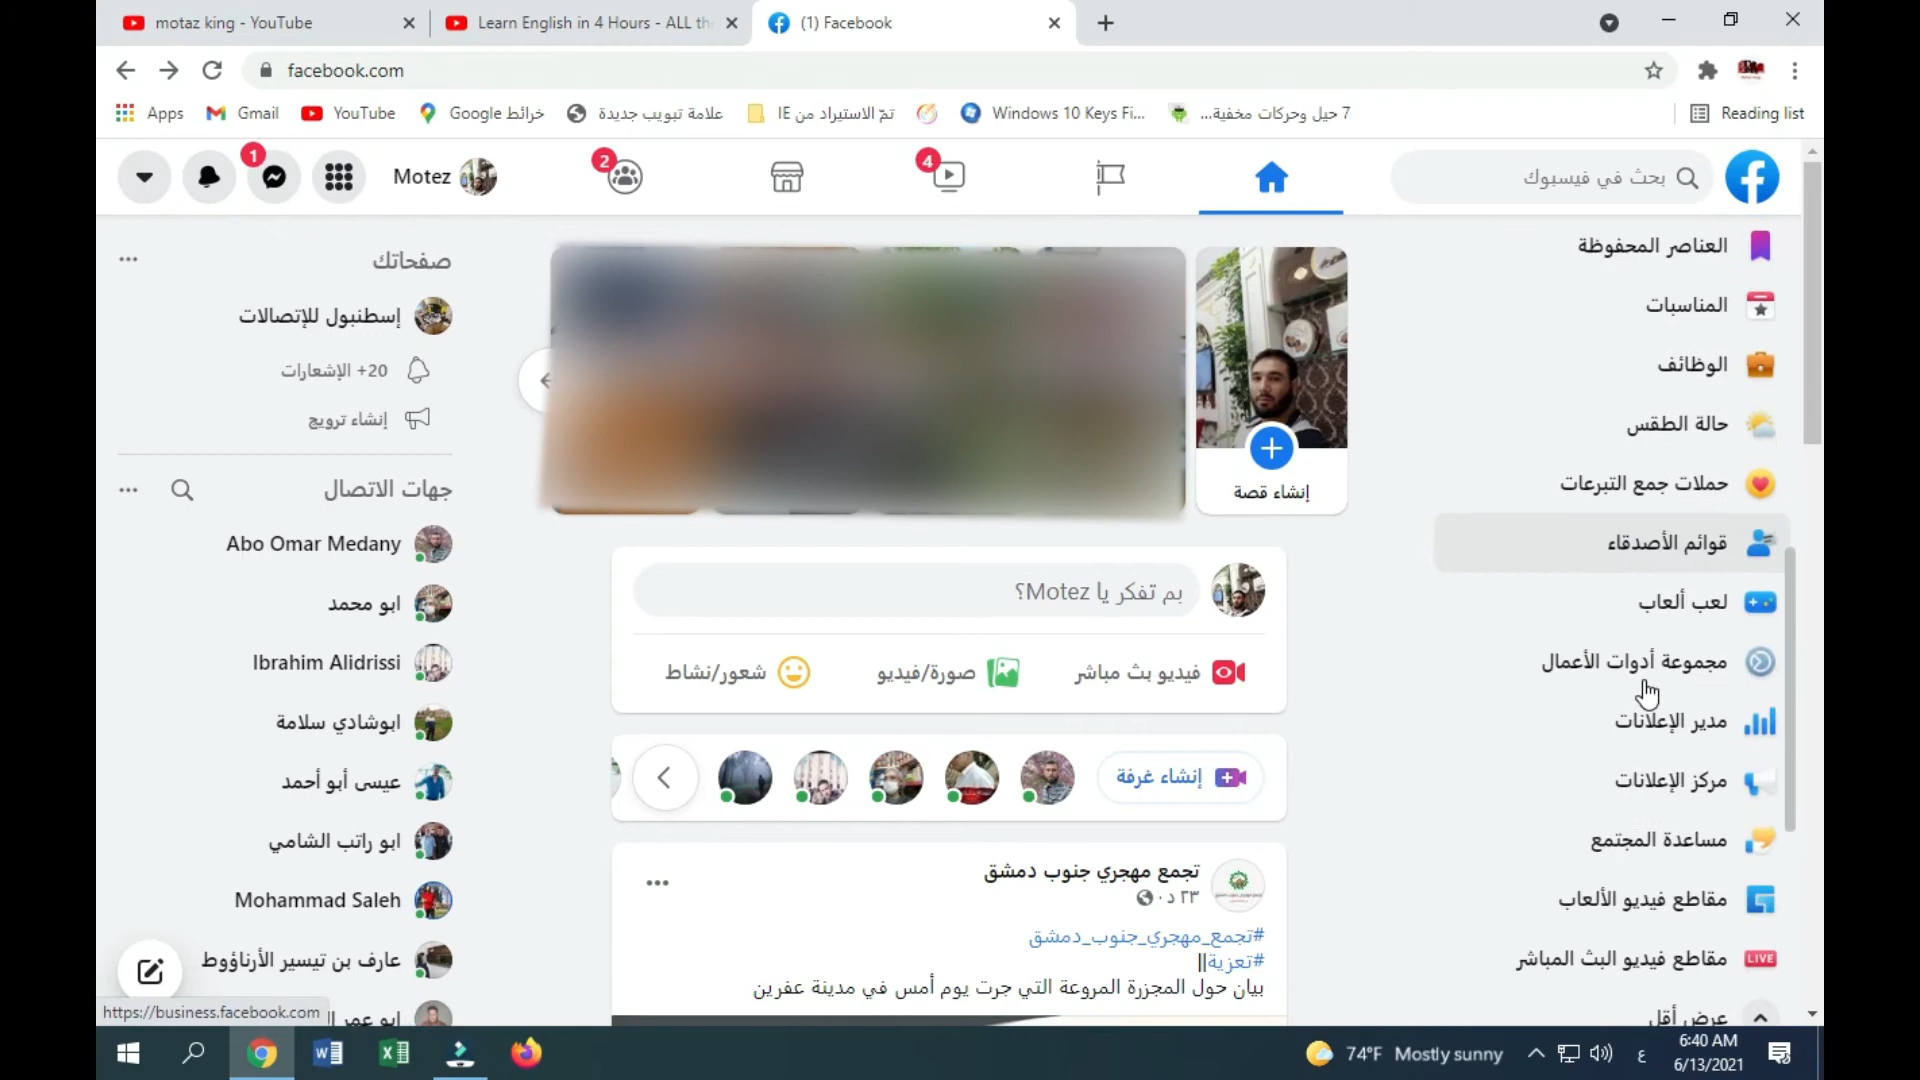 motaz king - YouTube
Learn English in 4 Hours - ALL th
(1) Facebook
facebook.com
Apps
Gmail
YouTube
خرائط Google
علامة تبويب جديدة
تمّ الاستيراد من IE
Windows 10 Keys Fi...
7 حيل وحركات مخفية...
Reading list
بحث في فيسبوك
4
2
Motez
1
العناصر المحفوظة
المناسبات
الوظائف
حالة الطقس
حملات جمع التبرعات
قوائم الأصدقاء
لعب ألعاب
مجموعة أدوات الأعمال
مدير الإعلانات
مركز الإعلانات
مساعدة المجتمع
مقاطع فيديو الألعاب
LIVE
مقاطع فيديو البث المباشر
عرض أقل
إنشاء قصة
بم تفكر يا Motez؟
فيديو بث مباشر
صورة/فيديو
شعور/نشاط
إنشاء غرفة
تجمع مهجري جنوب دمشق
٢٣ د ·
#تجمع_مهجري_جنوب_دمشق
#تعزية||
بيان حول المجزرة المروعة التي جرت يوم أمس في مدينة عفرين
صفحاتك
إسطنبول للإتصالات
20+ الإشعارات
إنشاء ترويج
جهات الاتصال
Abo Omar Medany
ابو محمد
Ibrahim Alidrissi
ابوشادي سلامة
عيسى أبو أحمد
ابو راتب الشامي
Mohammad Saleh
عارف بن تيسير الأرناؤوط
ابو عمر
https://business.facebook.com
74°F Mostly sunny
ع
6:40 AM
6/13/2021